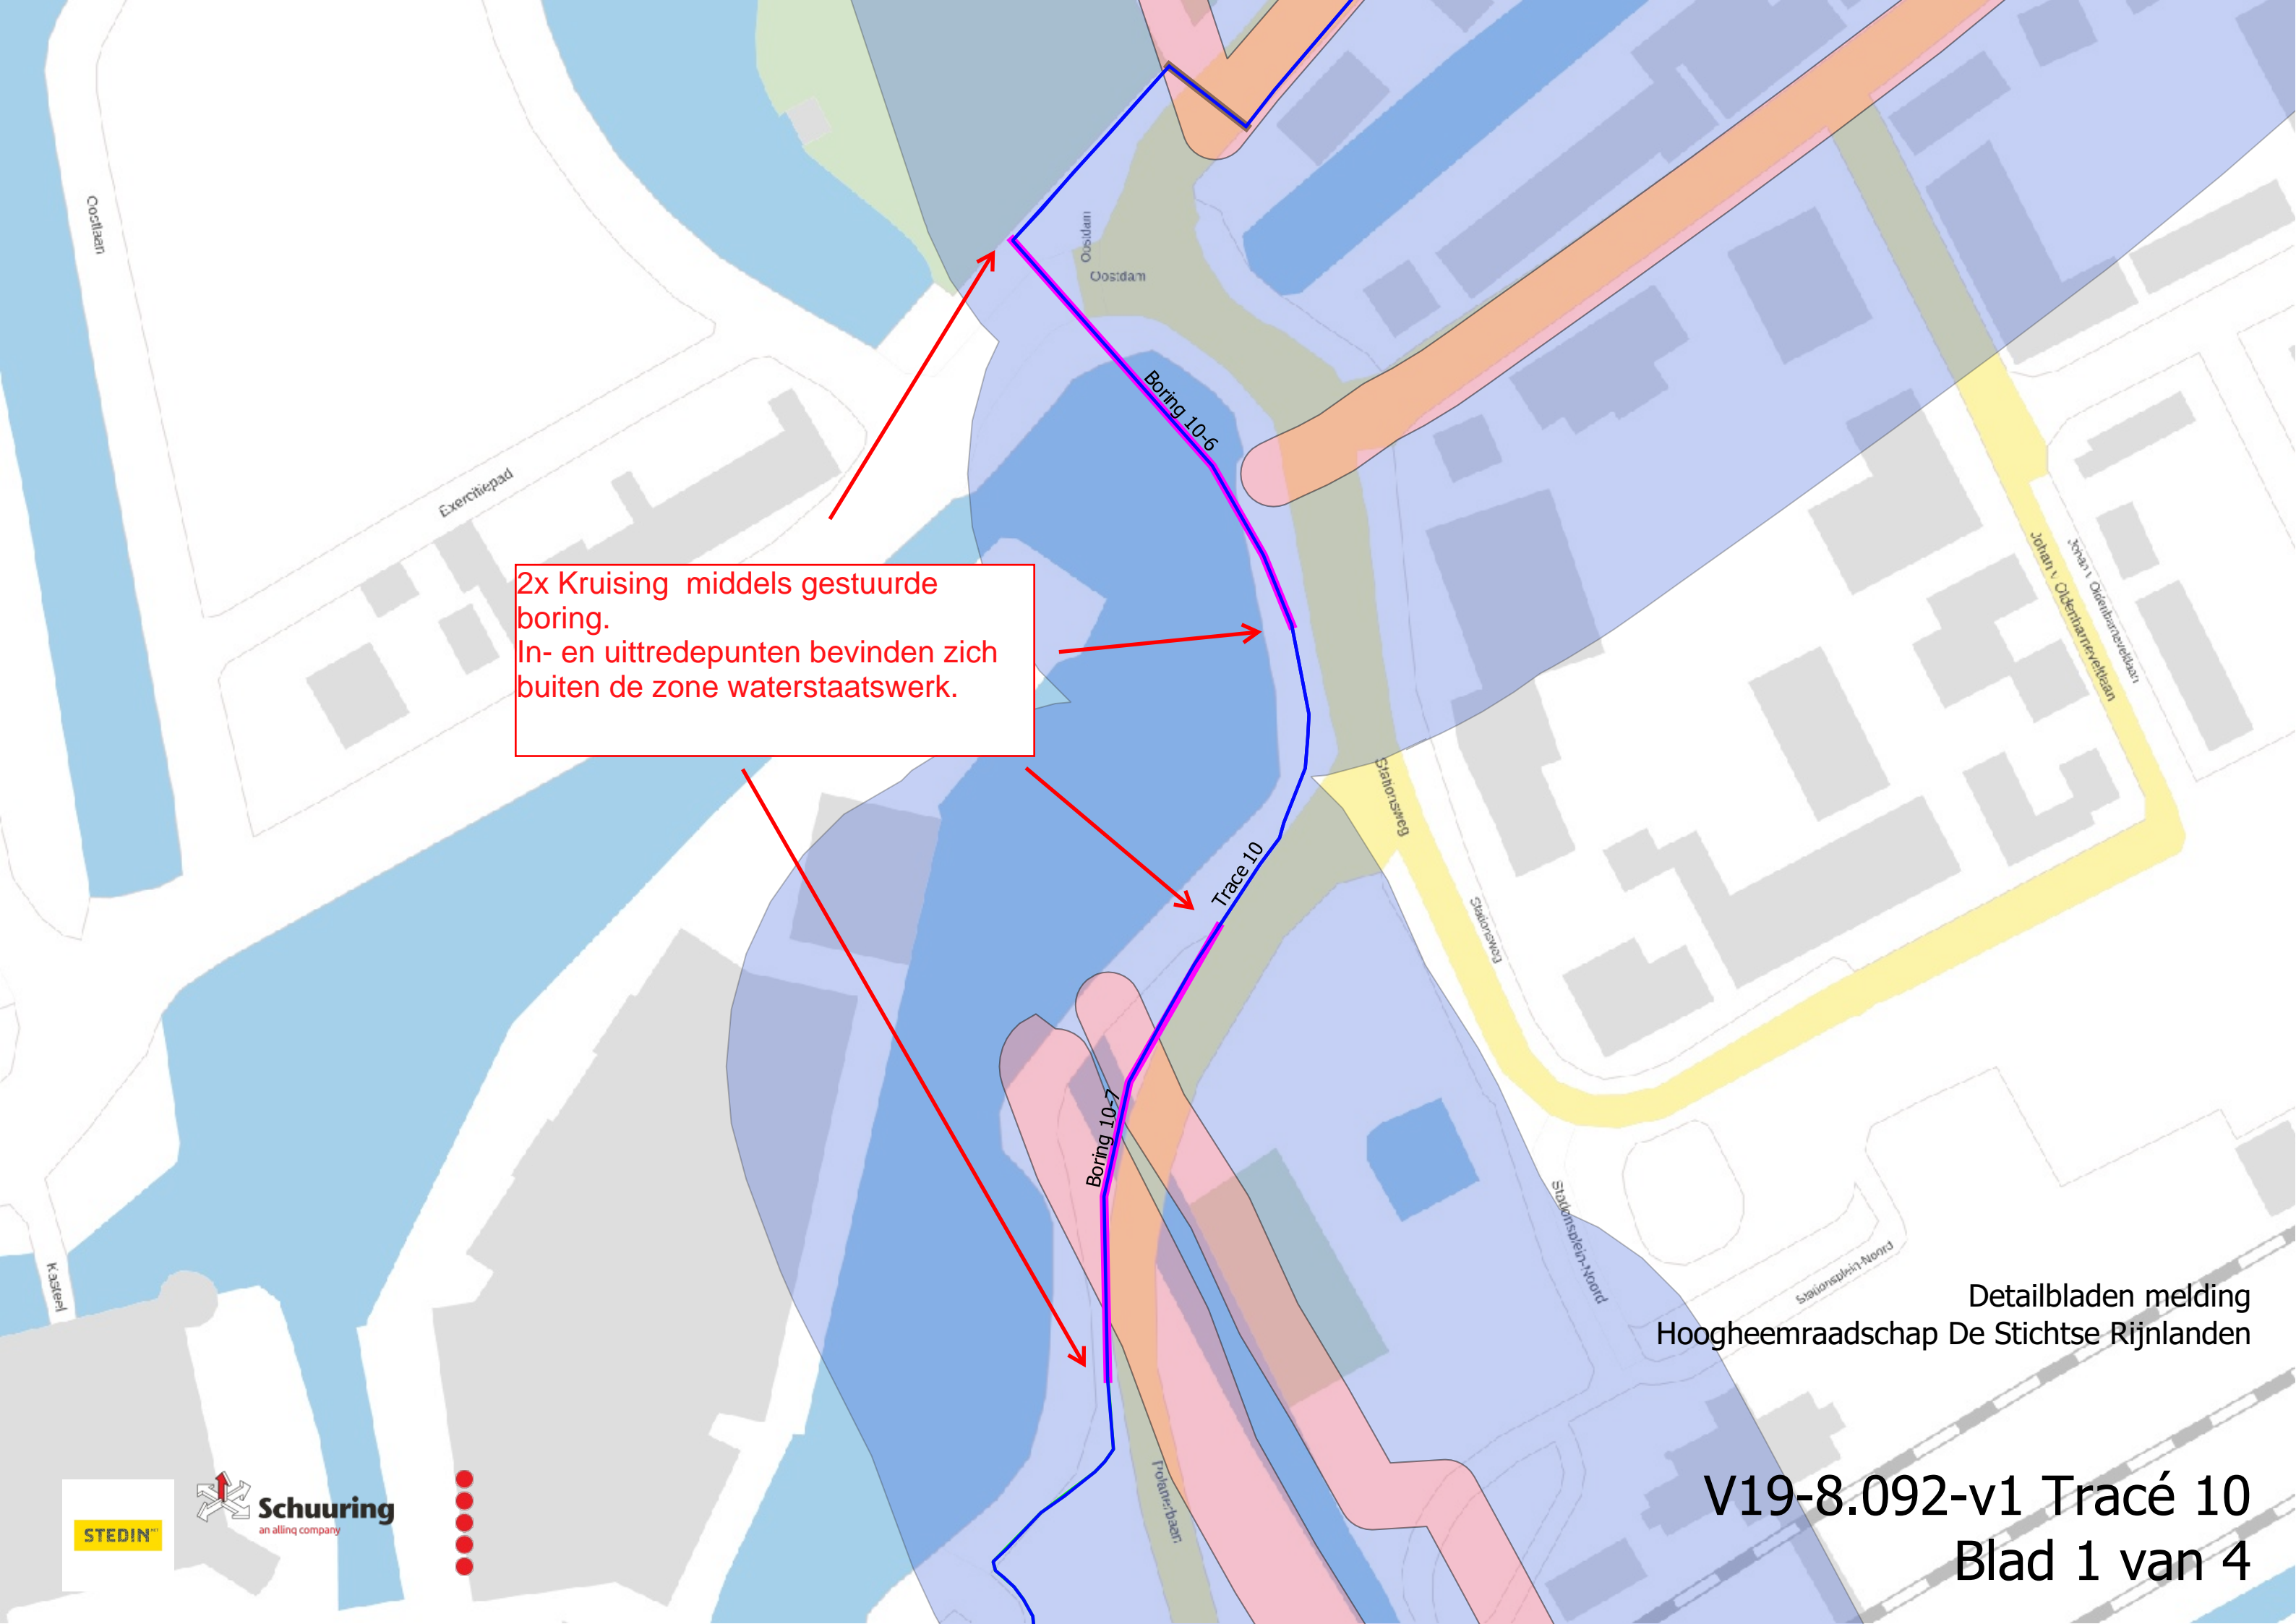 Oostlaan
Oostdam
Oostdam
Boring 10-6
Exercitiepad
2x Kruising  middels gestuurde
boring.
In- en uittredepunten bevinden zich
buiten de zone waterstaatswerk.
Johan v. Oldenbarneveltlaan
Johan v. Oldenbarneveltlaan
Stationsweg
Trace 10
Stationsweg
Boring 10-7
Stationsplein-Noord
Stationsplein-Noord
Kasteel
Detailbladen melding
Hoogheemraadschap De Stichtse Rijnlanden
Polanerbaan
STEDIN
Schuuring
an alling company
V19-8.092-v1 Tracé 10
Blad 1 van 4